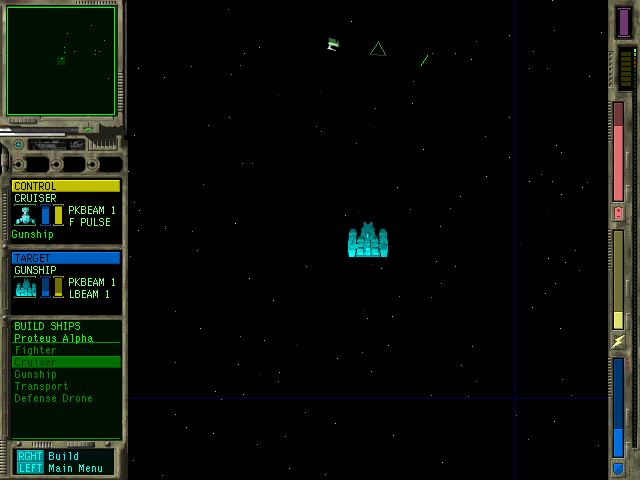 CONTROL
CRUISER
PKBEAM 1
F PULSE
Gunship
TARGET
GUNSHIP
PKBEAM 1
LBEAM 1
BUILD SHIPS
Proteus Alpha
Fighter
Cruiser
Gunship
Transport
Defense Drone
RGHT Build
LEFT Main Menu